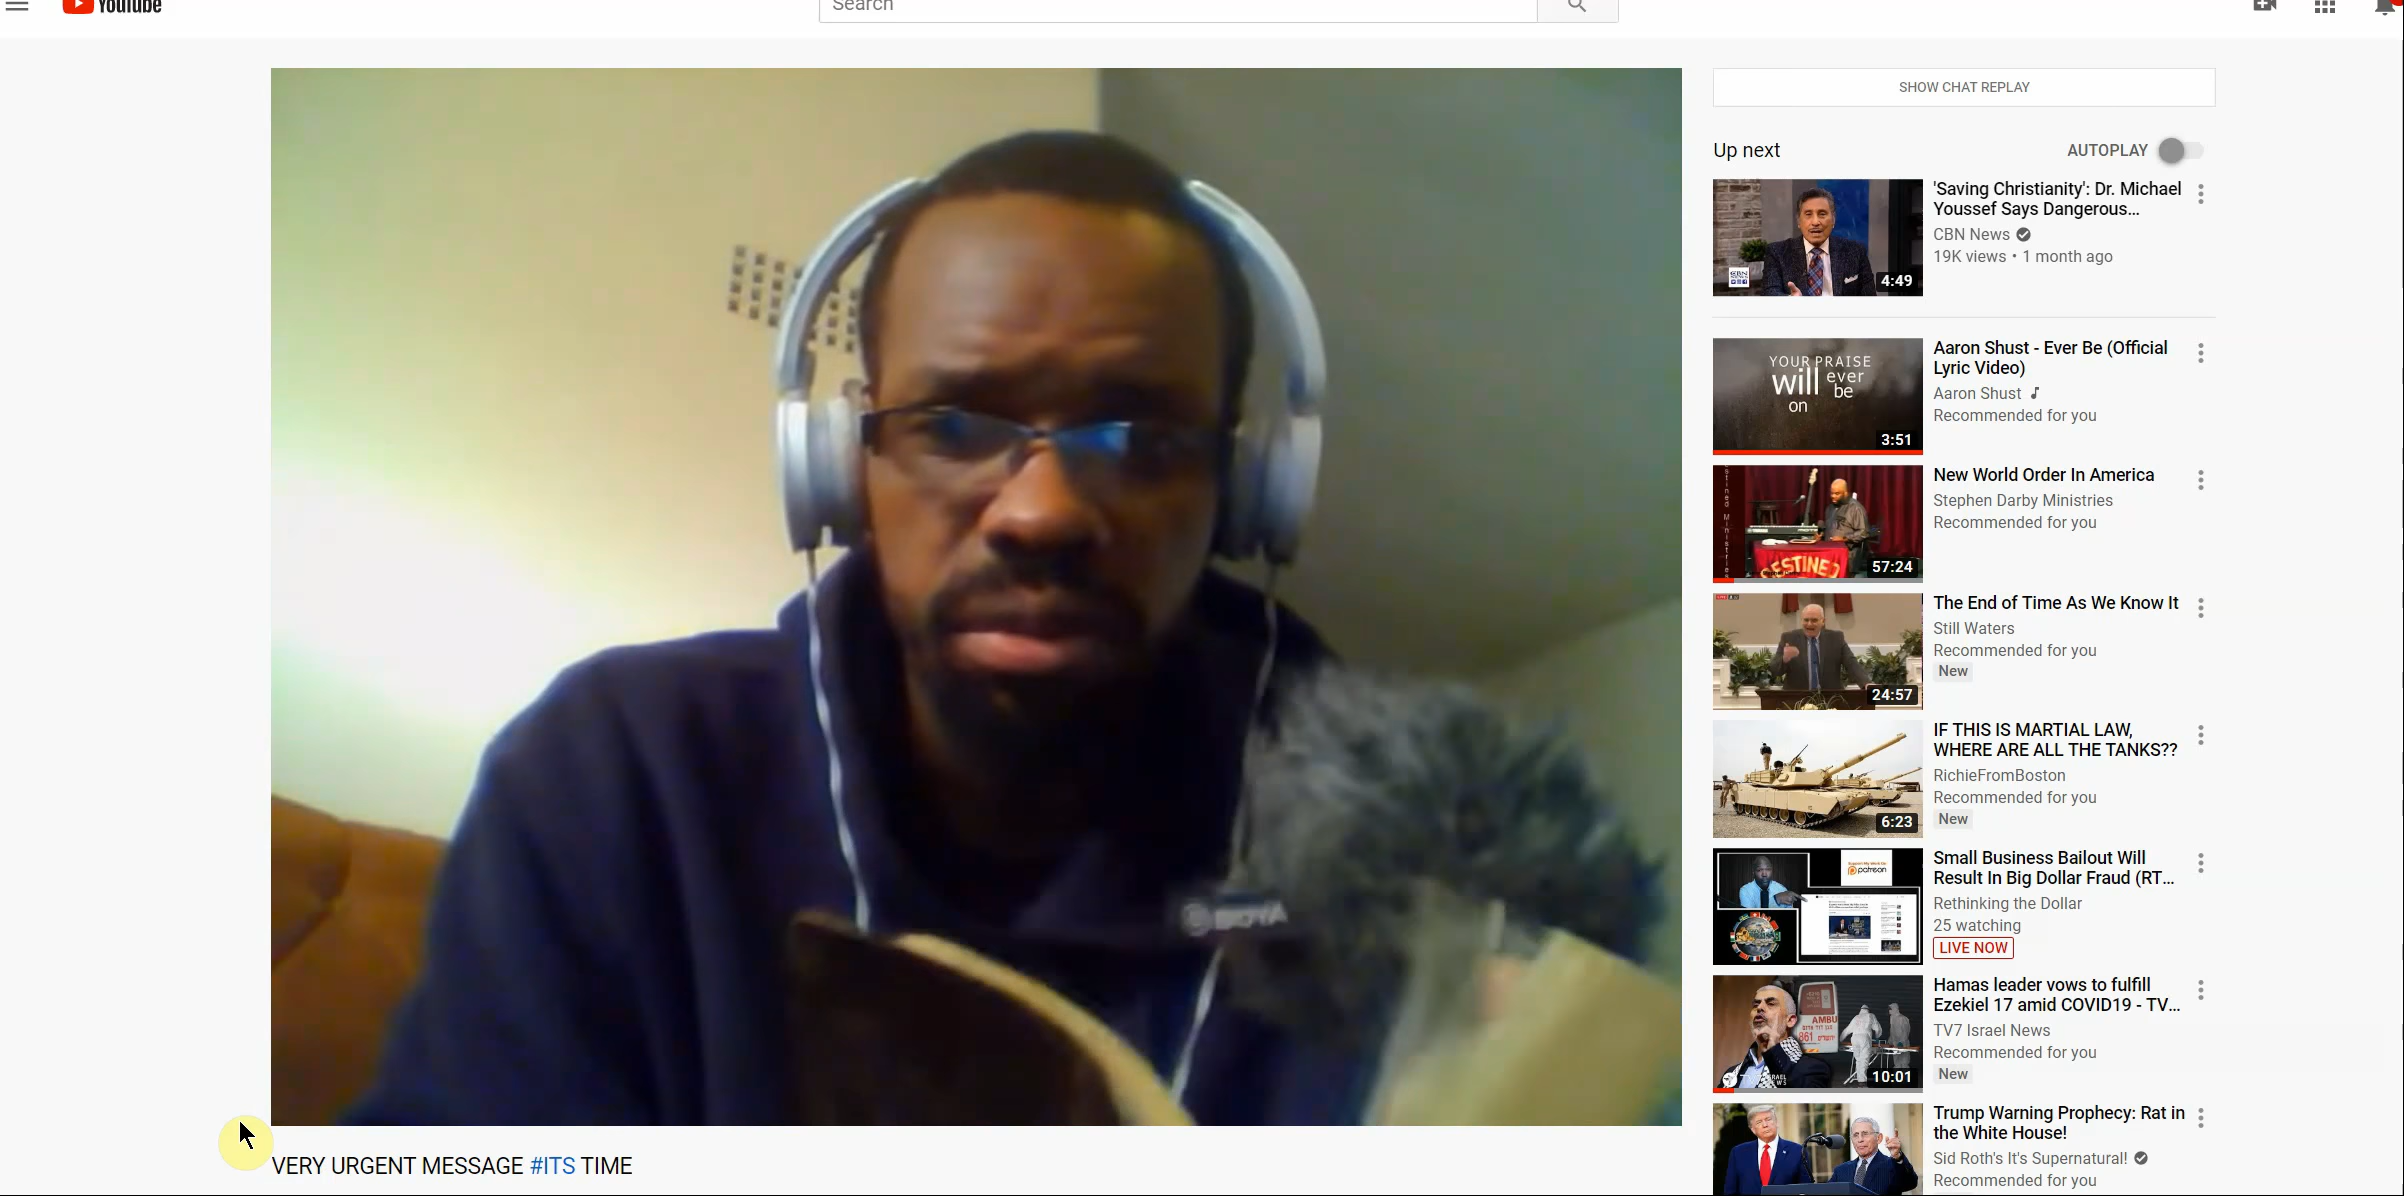 YouTube
Search
SHOW CHAT REPLAY
Up next
AUTOPLAY
'Saving Christianity': Dr. Michael
Youssef Says Dangerous...
CBN News
19K views • 1 month ago
CBN
4:49
YOUR PRAISE
will ever
be
on
3:51
Aaron Shust - Ever Be (Official
Lyric Video)
Aaron Shust
Recommended for you
New World Order In America
Stephen Darby Ministries
Recommended for you
57:24
The End of Time As We Know It
Still Waters
Recommended for you
New
24:57
IF THIS IS MARTIAL LAW,
WHERE ARE ALL THE TANKS??
RichieFromBoston
Recommended for you
New
6:23
Small Business Bailout Will
Result In Big Dollar Fraud (RT...
Rethinking the Dollar
25 watching
LIVE NOW
patreon
Hamas leader vows to fulfill
Ezekiel 17 amid COVID19 - TV...
TV7 Israel News
Recommended for you
New
AMBU
10:01
Trump Warning Prophecy: Rat in
the White House!
Sid Roth's It's Supernatural!
Recommended for you
BOYA
VERY URGENT MESSAGE #ITS TIME